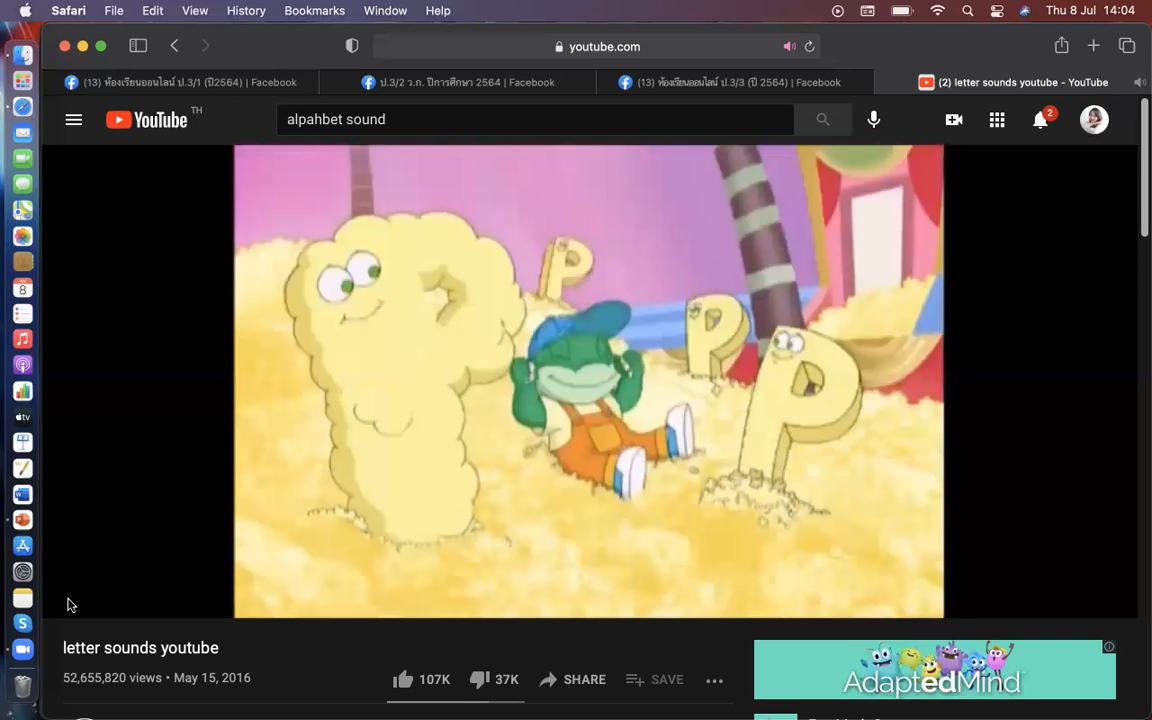 Safari File Edit View History Bookmarks Window Help Thu 8 Jul 14:04
youtube.com
(13) ห้องเรียนออนไลน์ ป.3/1 (ปี2564) | Facebook
ป.3/2 ว.ก. ปีการศึกษา 2564 | Facebook
(13) ห้องเรียนออนไลน์ ป.3/3 (ปี 2564) | Facebook
(2) letter sounds youtube - YouTube
YouTube TH
alpahbet sound
2
P
P
P
P
8
tv
letter sounds youtube
52,655,820 views • May 15, 2016
107K 37K SHARE SAVE
AdaptedMind